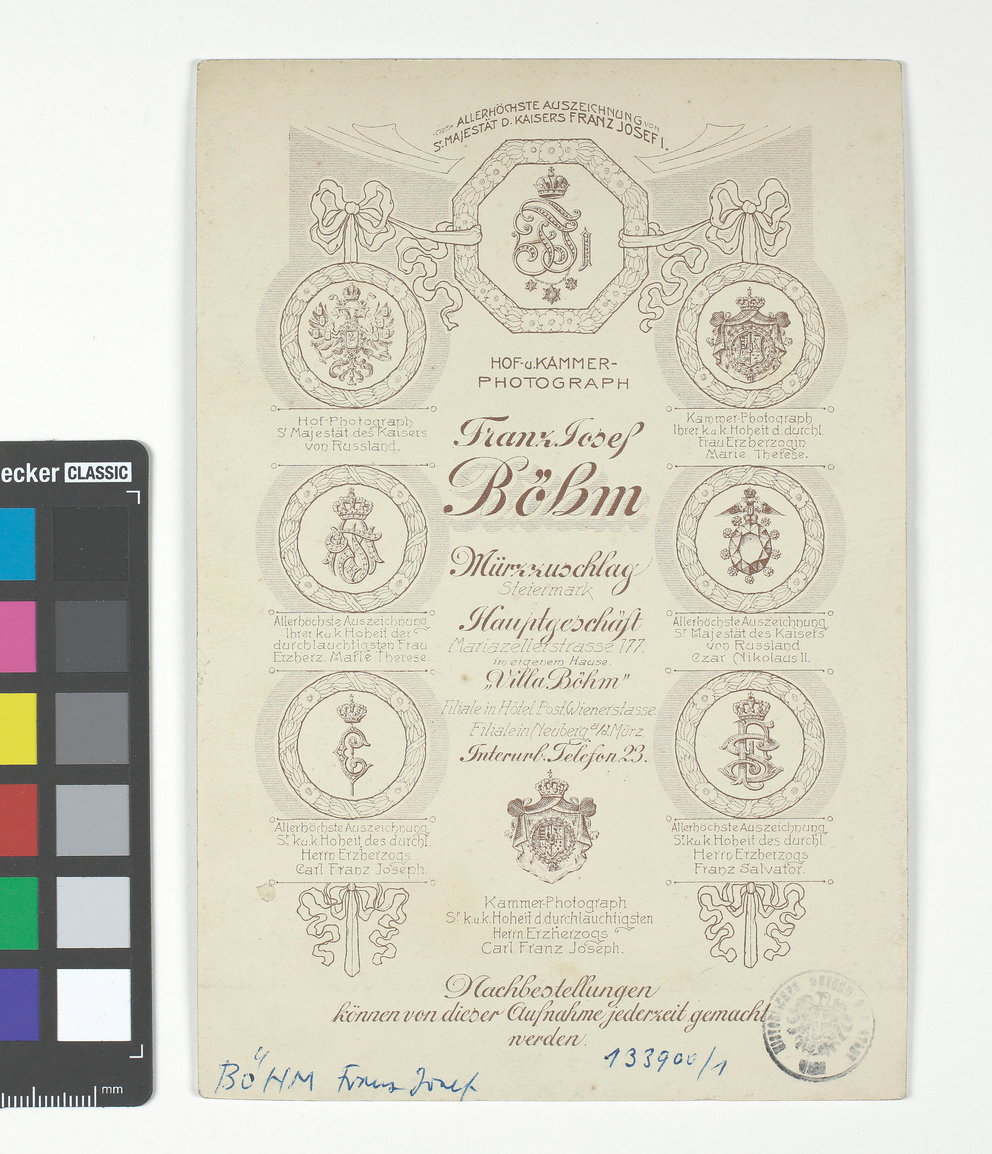 ALLERHÖCHSTE AUSZEICHNUNG von
Sr. MAJESTÄT D. KAISERS FRANZ JOSEF I.
HOF-u.KAMMER-
PHOTOGRAPH
Franz Josef
Böhm
Mürzzuschlag
Steiermark
Hauptgeschäft
Mariazellerstrasse 177.
im eigenem Hause.
„Villa Böhm"
Filiale in Hôtel Post Wienerstasse.
Filiale in Neuberg a/d Mürz
Interurb. Telefon 23.
Kammer-Photograph
Sr k.u.k. Hoheit d. durchlauchtigsten
Herrn Erzherzogs
Carl Franz Joseph.
Hof-Photograph
Sr Majestät des Kaisers
von Russland.
Allerhöchste Auszeichnung
Ihrer k.u.k Hoheit der
durchlauchtigsten Frau
Erzherz. Marie Therese.
Allerhöchste Auszeichnung
Sr. k.u.k. Hoheit des durchl.
Herrn Erzherzogs
Carl Franz Joseph.
Kammer-Photograph
Ihrer k.u.k Hoheit d. durchl.
Frau Erzherzogin
Marie Therese.
Allerhöchste Auszeichnung
Sr Majestät des Kaisers
von Russland
Czar Nikolaus II.
Allerhöchste Auszeichnung
Sr. k.u.k. Hoheit des durchl.
Herrn Erzherzogs
Franz Salvator.
Nachbestellungen
können von dieser Aufnahme jederzeit gemacht
werden.
BÖHM Franz Josef
133900/1
ecker CLASSIC
mm